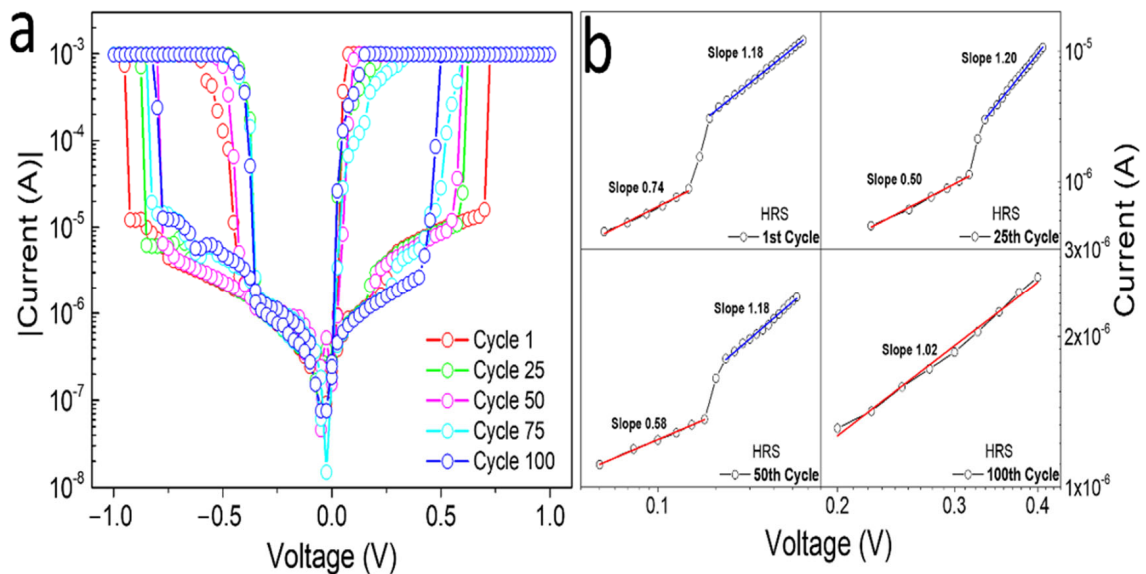 a
|Current (A)|
10⁻³
10⁻⁴
10⁻⁵
10⁻⁶
10⁻⁷
10⁻⁸
Cycle 1
Cycle 25
Cycle 50
Cycle 75
Cycle 100
−1.0 −0.5 0.0 0.5 1.0
Voltage (V)
b
Slope 1.18
Slope 0.74
HRS
1st Cycle
Slope 1.20
Slope 0.50
HRS
25th Cycle
Slope 1.18
Slope 0.58
HRS
50th Cycle
Slope 1.02
HRS
100th Cycle
10⁻⁵
10⁻⁶
3x10⁻⁶
2x10⁻⁶
1x10⁻⁶
Current (A)
0.1 0.2 0.3 0.4
Voltage (V)